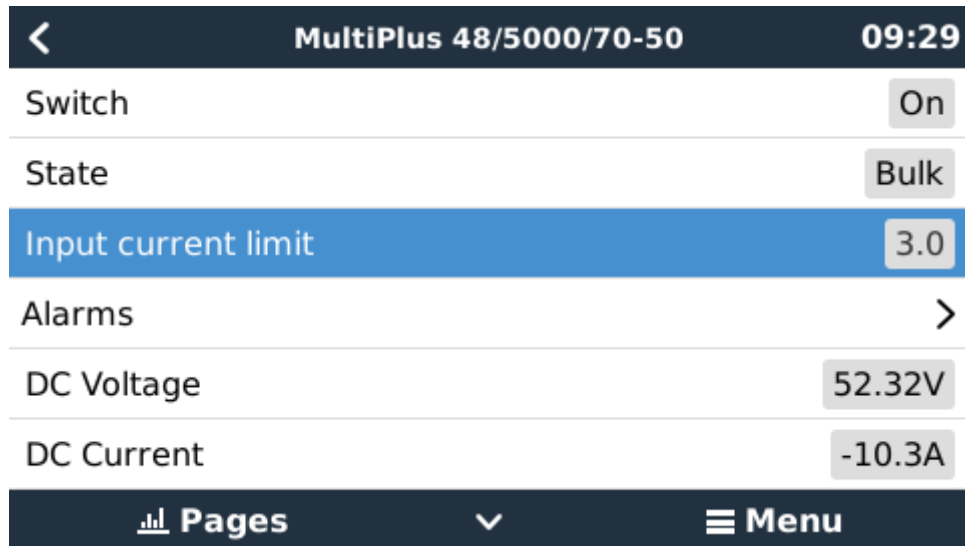 MultiPlus 48/5000/70-50 09:29
Switch On
State Bulk
Input current limit 3.0
Alarms
DC Voltage 52.32V
DC Current -10.3A
Pages Menu